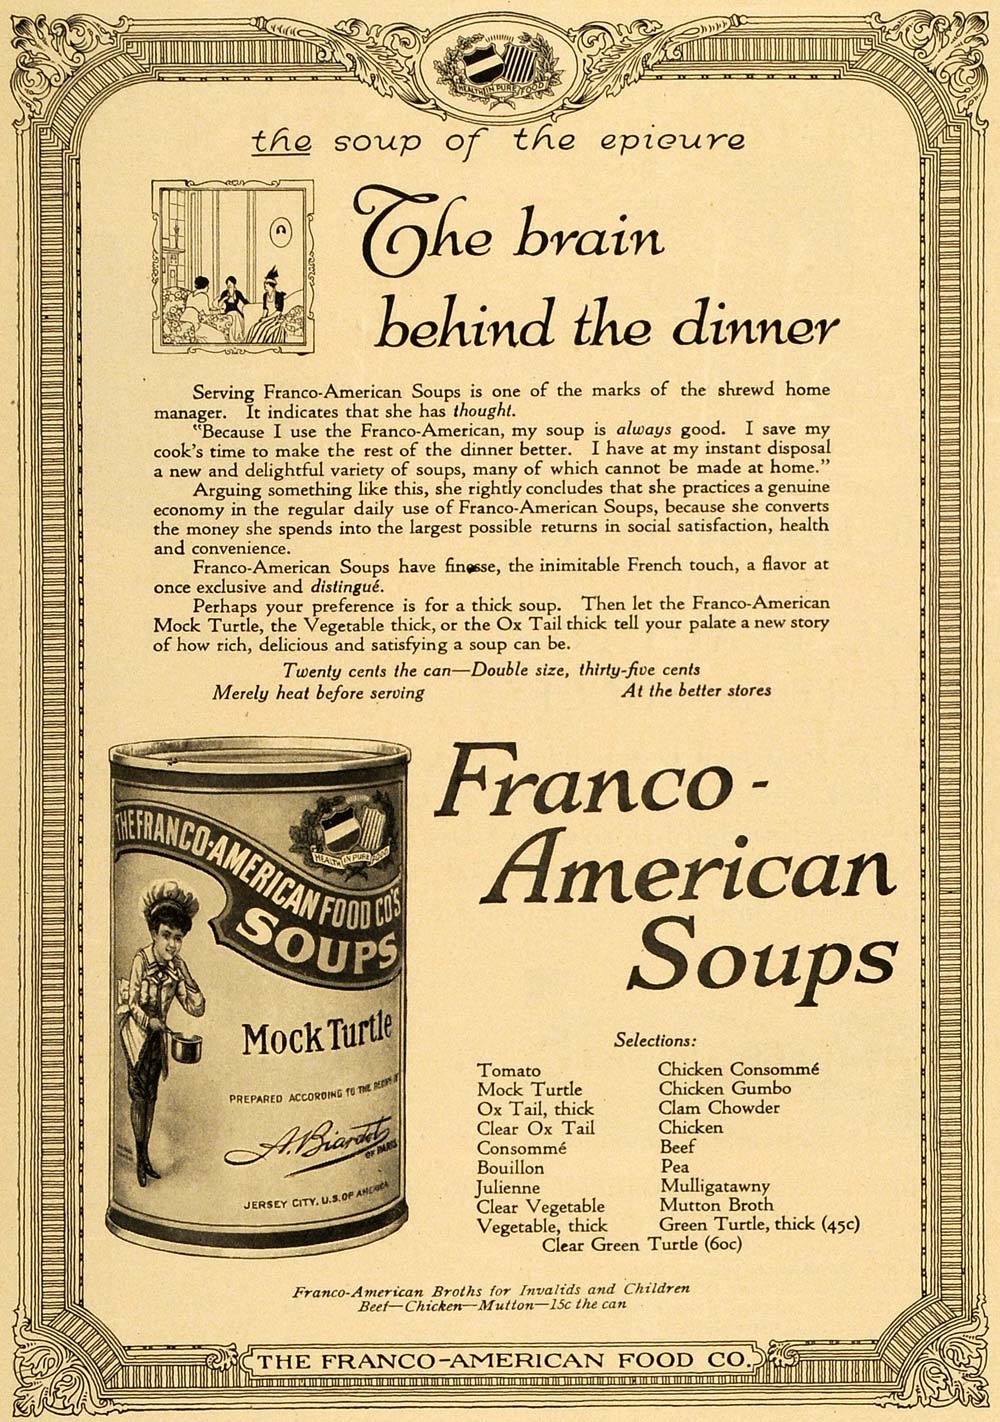 HEALTH IN PURE FOOD
the soup of the epicure
The brain
behind the dinner
Serving Franco-American Soups is one of the marks of the shrewd home
manager. It indicates that she has thought.
"Because I use the Franco-American, my soup is always good. I save my
cook's time to make the rest of the dinner better. I have at my instant disposal
a new and delightful variety of soups, many of which cannot be made at home."
Arguing something like this, she rightly concludes that she practices a genuine
economy in the regular daily use of Franco-American Soups, because she converts
the money she spends into the largest possible returns in social satisfaction, health
and convenience.
Franco-American Soups have finesse, the inimitable French touch, a flavor at
once exclusive and distingué.
Perhaps your preference is for a thick soup. Then let the Franco-American
Mock Turtle, the Vegetable thick, or the Ox Tail thick tell your palate a new story
of how rich, delicious and satisfying a soup can be.
Twenty cents the can—Double size, thirty-five cents
Merely heat before serving At the better stores
THE FRANCO-AMERICAN FOOD CO'S
SOUPS
HEALTH IN PURE FOOD
Mock Turtle
PREPARED ACCORDING TO THE
A. Biardot
OF PARIS
JERSEY CITY, U.S. OF AMERICA
Franco-
American
Soups
Selections:
Tomato
Mock Turtle
Ox Tail, thick
Clear Ox Tail
Consommé
Bouillon
Julienne
Clear Vegetable
Vegetable, thick
Chicken Consommé
Chicken Gumbo
Clam Chowder
Chicken
Beef
Pea
Mulligatawny
Mutton Broth
Green Turtle, thick (45c)
Clear Green Turtle (60c)
Franco-American Broths for Invalids and Children
Beef—Chicken—Mutton—15c the can
THE FRANCO-AMERICAN FOOD CO.